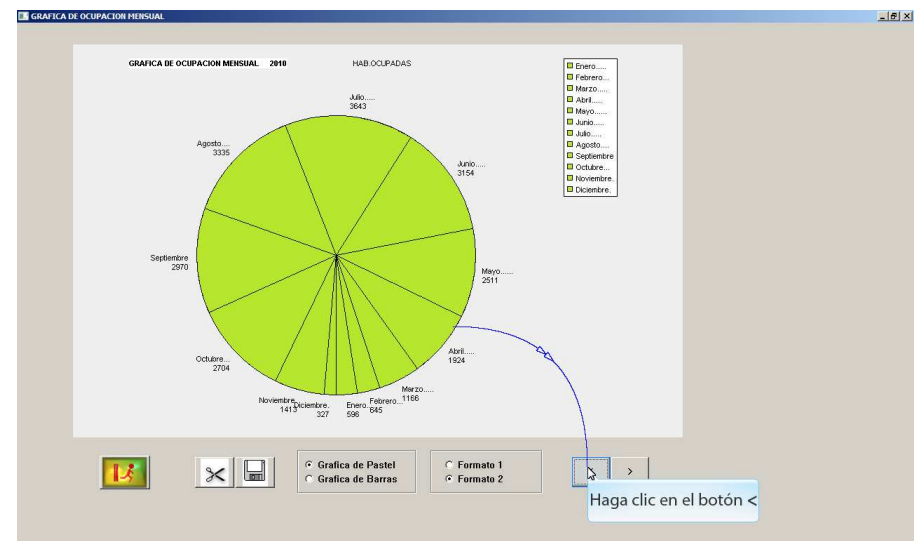 GRAFICA DE OCUPACION MENSUAL
GRAFICA DE OCUPACION MENSUAL 2010
HAB.OCUPADAS
Enero.....
Febrero...
Marzo.....
Abril.....
Mayo......
Junio.....
Julio.....
Agosto....
Septiembre
Octubre...
Noviembre.
Diciembre.
Julio.....
3643
Agosto....
3335
Junio.....
3154
Septiembre
2970
Mayo......
2511
Octubre...
2704
Abril.....
1924
Marzo.....
1166
Noviembre.
1413
Diciembre.
327
Enero.
596
Febrero...
645
Grafica de Pastel
Grafica de Barras
Formato 1
Formato 2
>
Haga clic en el botón <